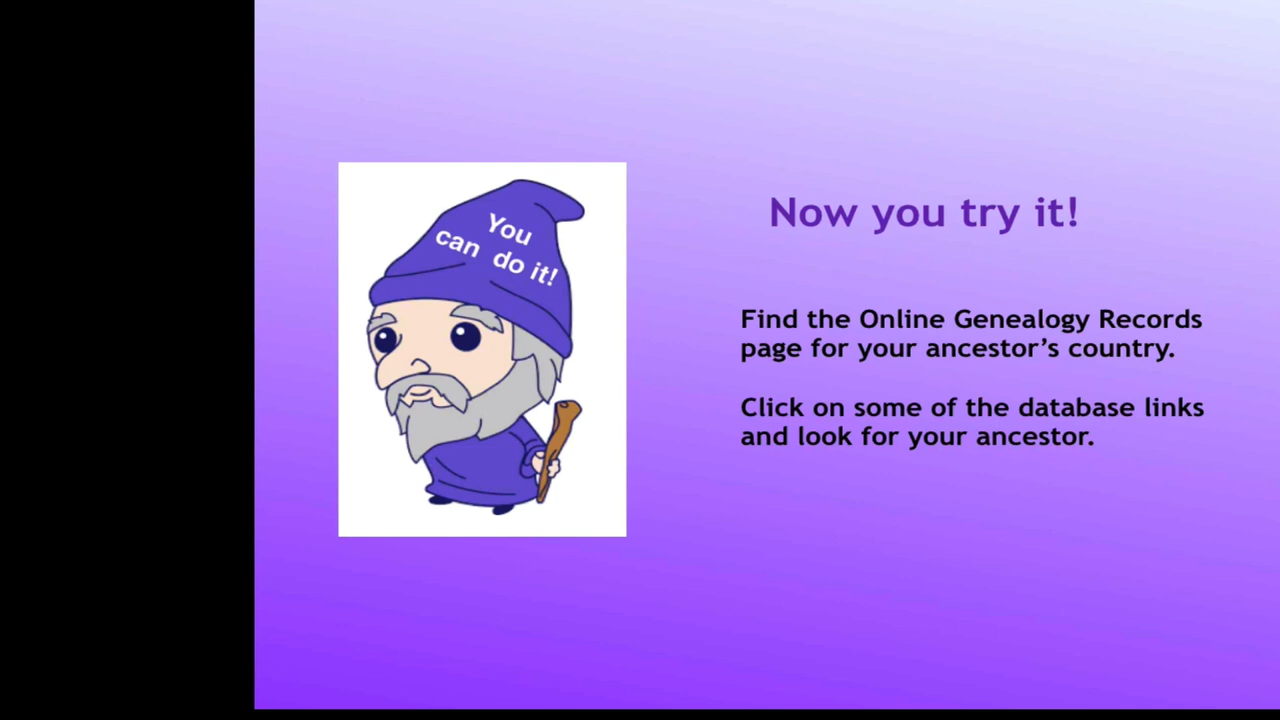 You
can do it!
Now you try it!
Find the Online Genealogy Records
page for your ancestor’s country.
Click on some of the database links
and look for your ancestor.